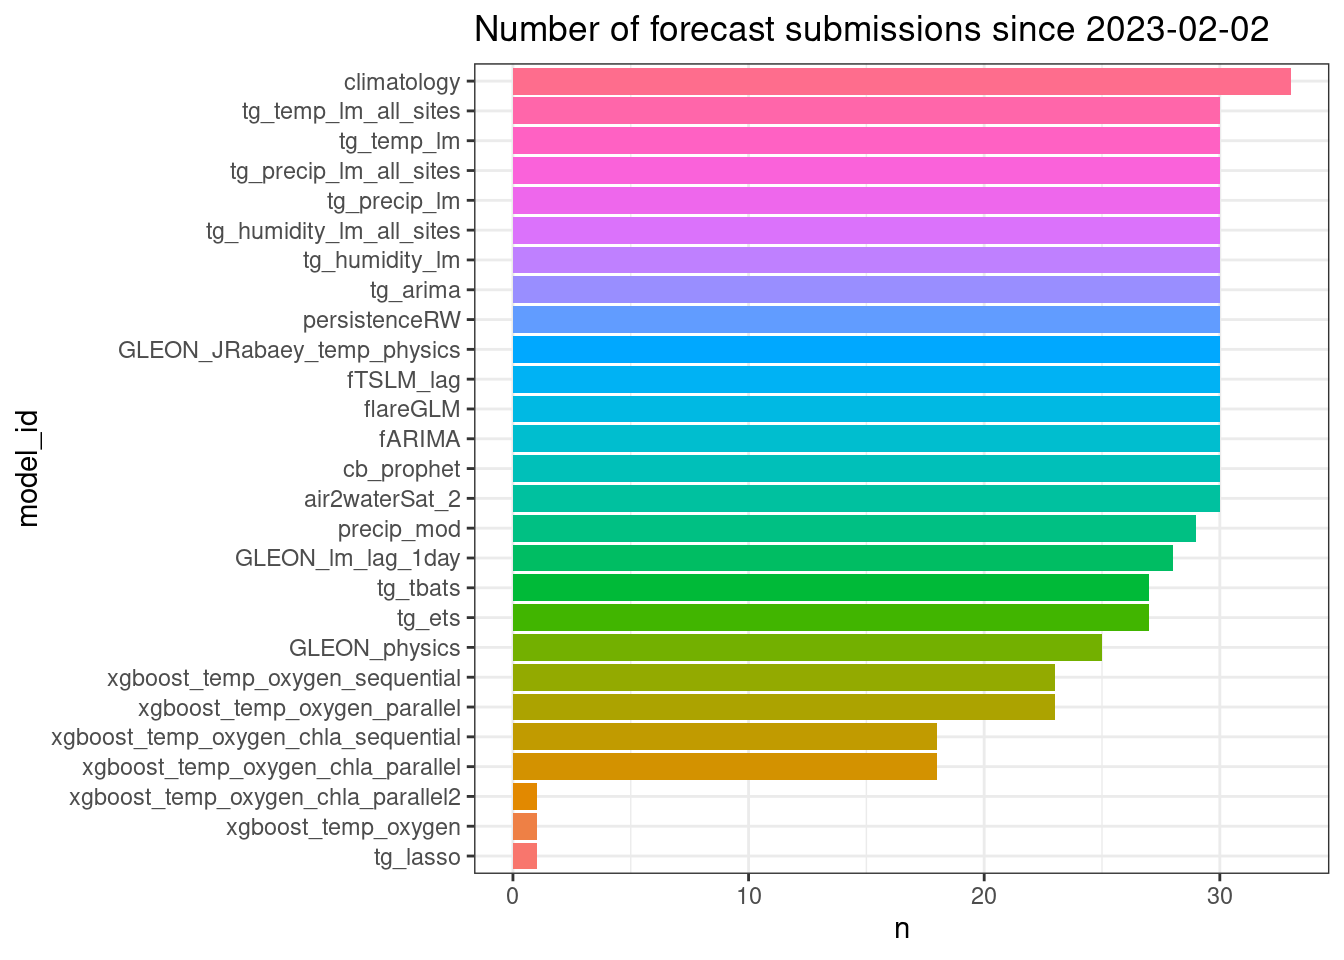 Number of forecast submissions since 2023-02-02
climatology
tg_temp_lm_all_sites
tg_temp_lm
tg_precip_lm_all_sites
tg_precip_lm
tg_humidity_lm_all_sites
tg_humidity_lm
tg_arima
persistenceRW
GLEON_JRabaey_temp_physics
fTSLM_lag
flareGLM
fARIMA
cb_prophet
air2waterSat_2
precip_mod
GLEON_lm_lag_1day
tg_tbats
tg_ets
GLEON_physics
xgboost_temp_oxygen_sequential
xgboost_temp_oxygen_parallel
xgboost_temp_oxygen_chla_sequential
xgboost_temp_oxygen_chla_parallel
xgboost_temp_oxygen_chla_parallel2
xgboost_temp_oxygen
tg_lasso
model_id
0 10 20 30
n